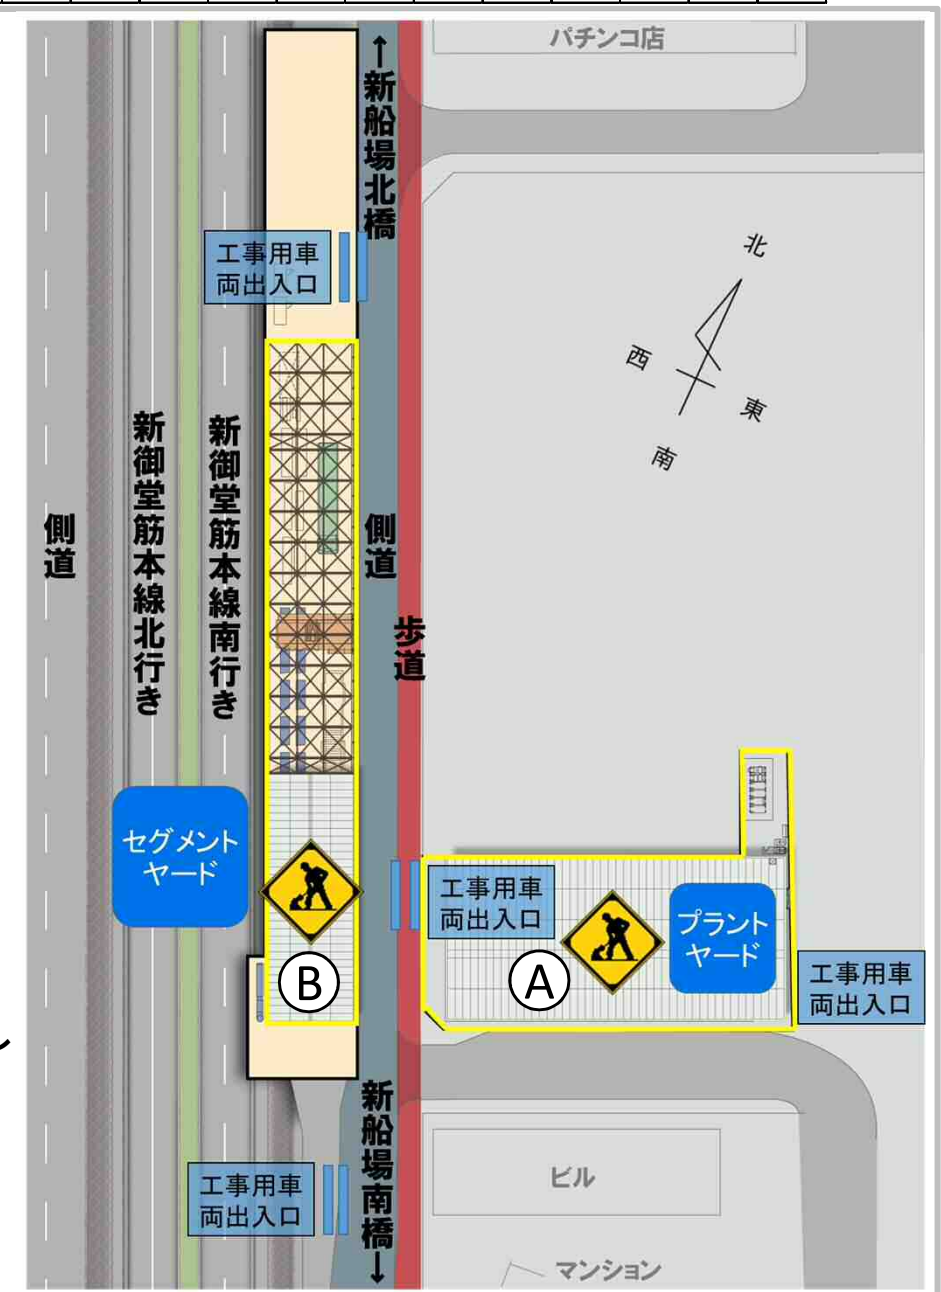 パチンコ店
↑新船場北橋
工事用車
両出入口
北
西
東
南
新御堂筋本線北行き
新御堂筋本線南行き
側道
側道
歩道
セグメント
ヤード
工事用車
両出入口
プラント
ヤード
A
B
工事用車
両出入口
新船場南橋↓
工事用車
両出入口
ビル
マンション